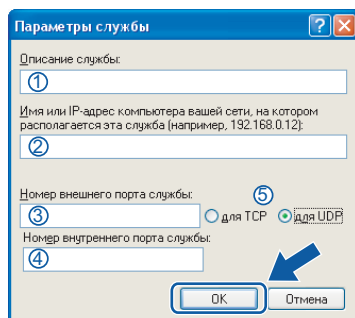 Параметры службы
Описание службы:
①
Имя или IP-адрес компьютера вашей сети, на котором
располагается эта служба (например, 192.168.0.12):
②
Номер внешнего порта службы:
⑤
③
для TCP
для UDP
Номер внутреннего порта службы:
④
OK
Отмена